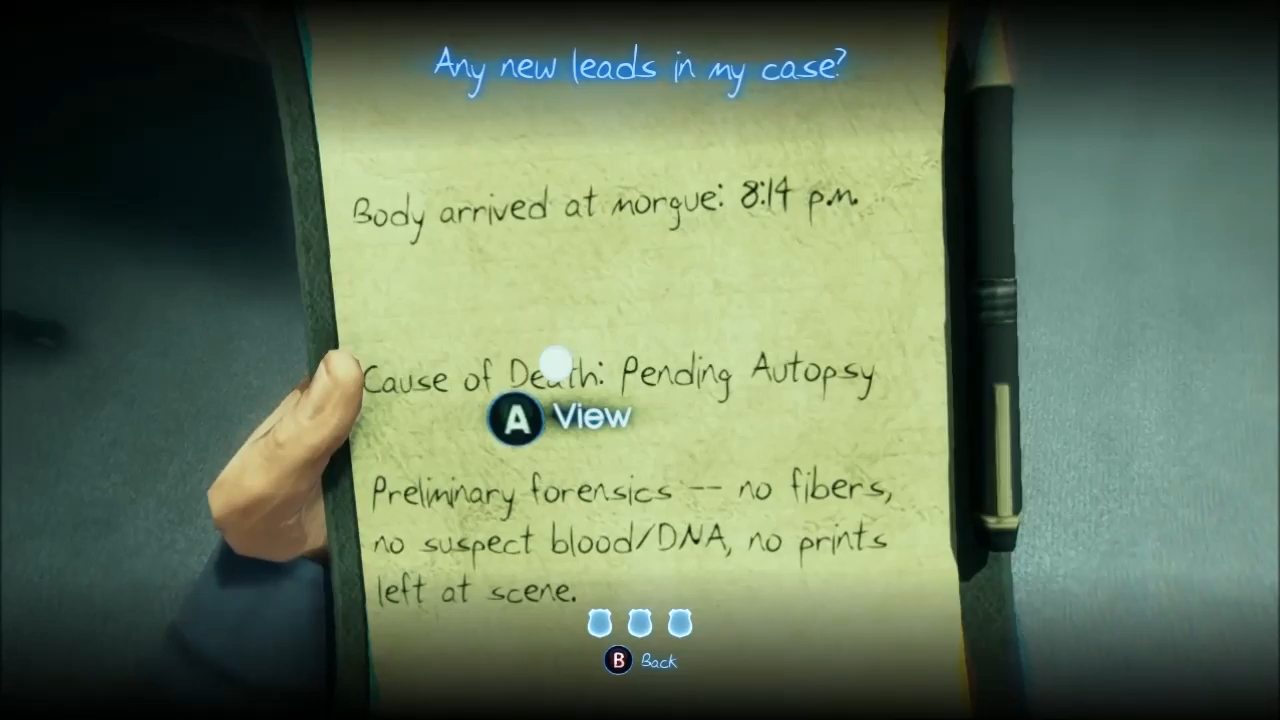 Any new leads in my case?
Body arrived at morgue: 8:14 p.m.
Cause of Death: Pending Autopsy
A View
Preliminary forensics -- no fibers,
no suspect blood/DNA, no prints
left at scene.
B Back